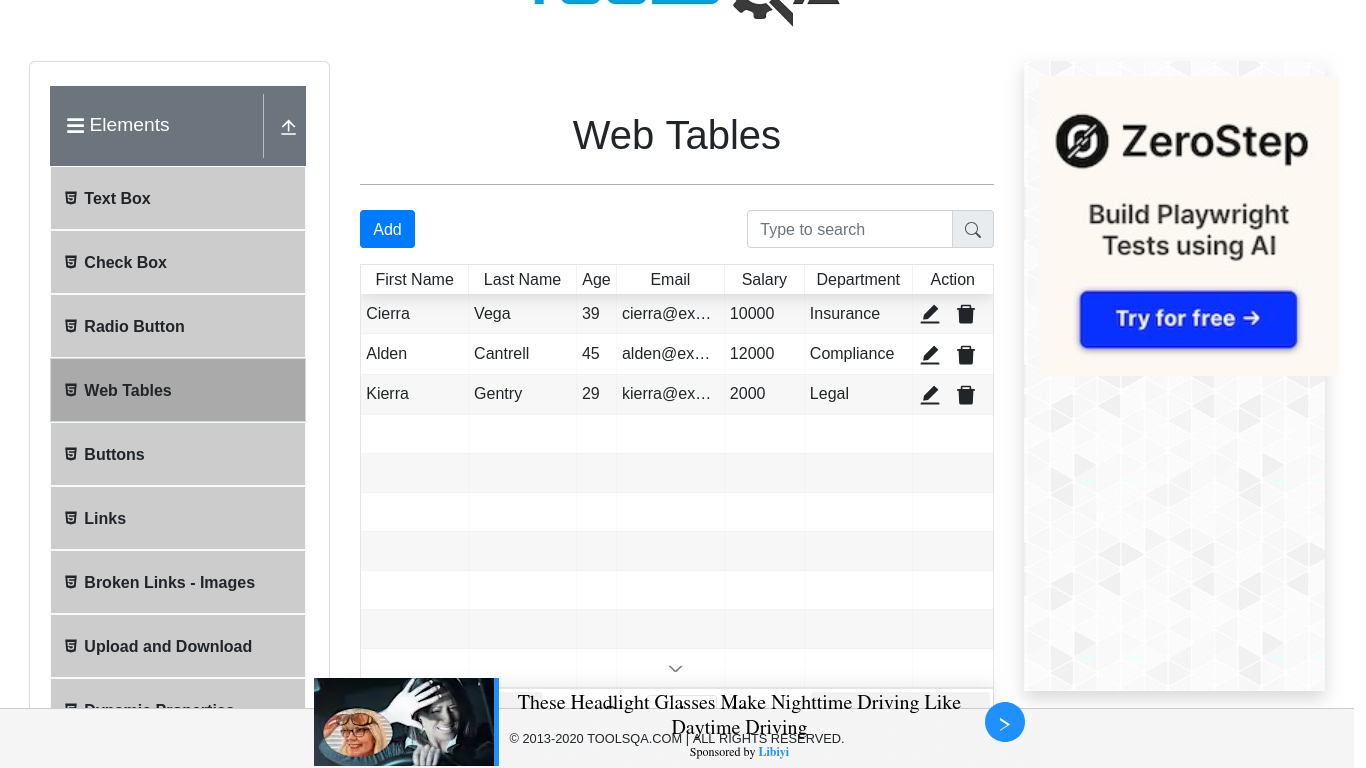 Elements
Text Box
Check Box
Radio Button
Web Tables
Buttons
Links
Broken Links - Images
Upload and Download
Dynamic Properties
Web Tables
Add
Type to search
First Name Last Name Age Email Salary Department Action
Cierra Vega 39 cierra@ex… 10000 Insurance
Alden Cantrell 45 alden@ex… 12000 Compliance
Kierra Gentry 29 kierra@ex… 2000 Legal
ZeroStep
Build Playwright
Tests using AI
Try for free →
These Headlight Glasses Make Nighttime Driving Like
Daytime Driving
© 2013-2020 TOOLSQA.COM | ALL RIGHTS RESERVED.
Sponsored by Libiyi